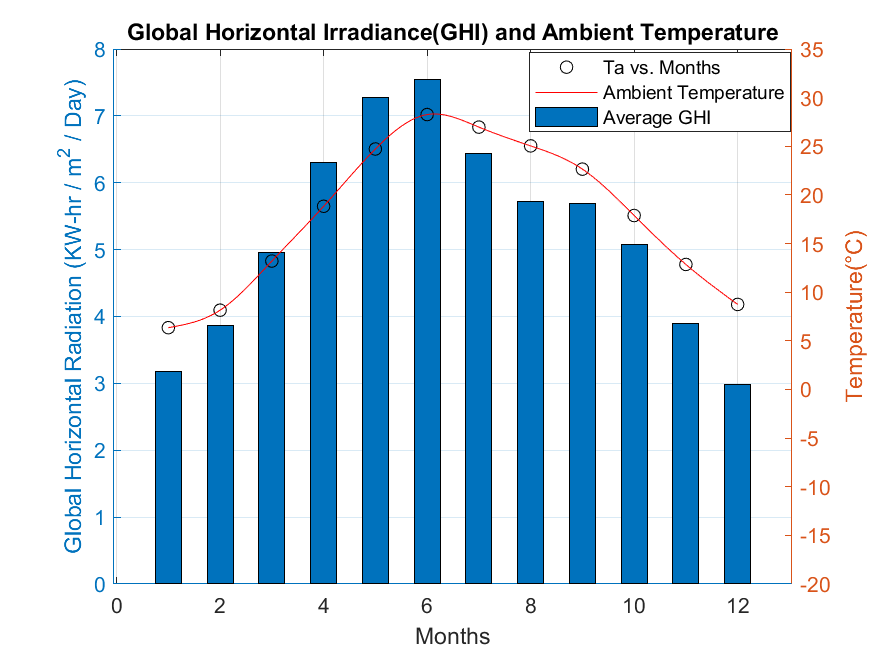 Global Horizontal Irradiance(GHI) and Ambient Temperature
Ta vs. Months
Ambient Temperature
Average GHI
Global Horizontal Radiation (KW-hr / m² / Day)
8
7
6
5
4
3
2
1
0
35
30
25
20
15
10
5
0
-5
-10
-15
-20
Temperature(°C)
0 2 4 6 8 10 12
Months